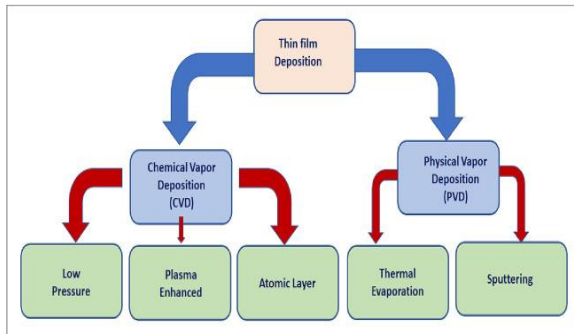 Thin film
Deposition
Chemical Vapor
Deposition
(CVD)
Physical Vapor
Deposition
(PVD)
Low
Pressure
Plasma
Enhanced
Atomic Layer
Thermal
Evaporation
Sputtering